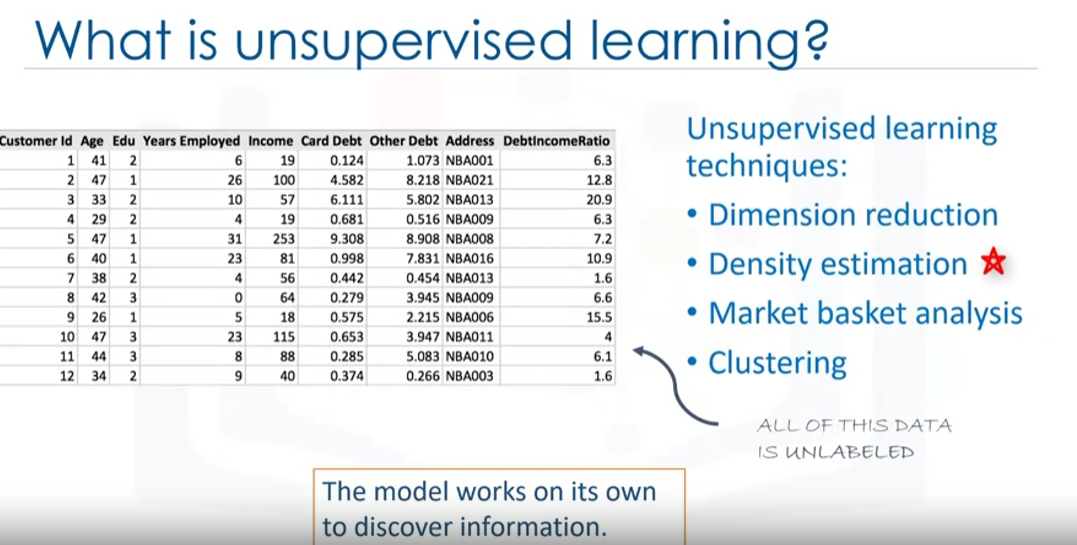 What is unsupervised learning?
Customer Id Age Edu Years Employed Income Card Debt Other Debt Address DebtIncomeRatio
1 41 2 6 19 0.124 1.073 NBA001 6.3
2 47 1 26 100 4.582 8.218 NBA021 12.8
3 33 2 10 57 6.111 5.802 NBA013 20.9
4 29 2 4 19 0.681 0.516 NBA009 6.3
5 47 1 31 253 9.308 8.908 NBA008 7.2
6 40 1 23 81 0.998 7.831 NBA016 10.9
7 38 2 4 56 0.442 0.454 NBA013 1.6
8 42 3 0 64 0.279 3.945 NBA009 6.6
9 26 1 5 18 0.575 2.215 NBA006 15.5
10 47 3 23 115 0.653 3.947 NBA011 4
11 44 3 8 88 0.285 5.083 NBA010 6.1
12 34 2 9 40 0.374 0.266 NBA003 1.6
Unsupervised learning
techniques:
• Dimension reduction
• Density estimation
• Market basket analysis
• Clustering
ALL OF THIS DATA
IS UNLABELED
The model works on its own
to discover information.